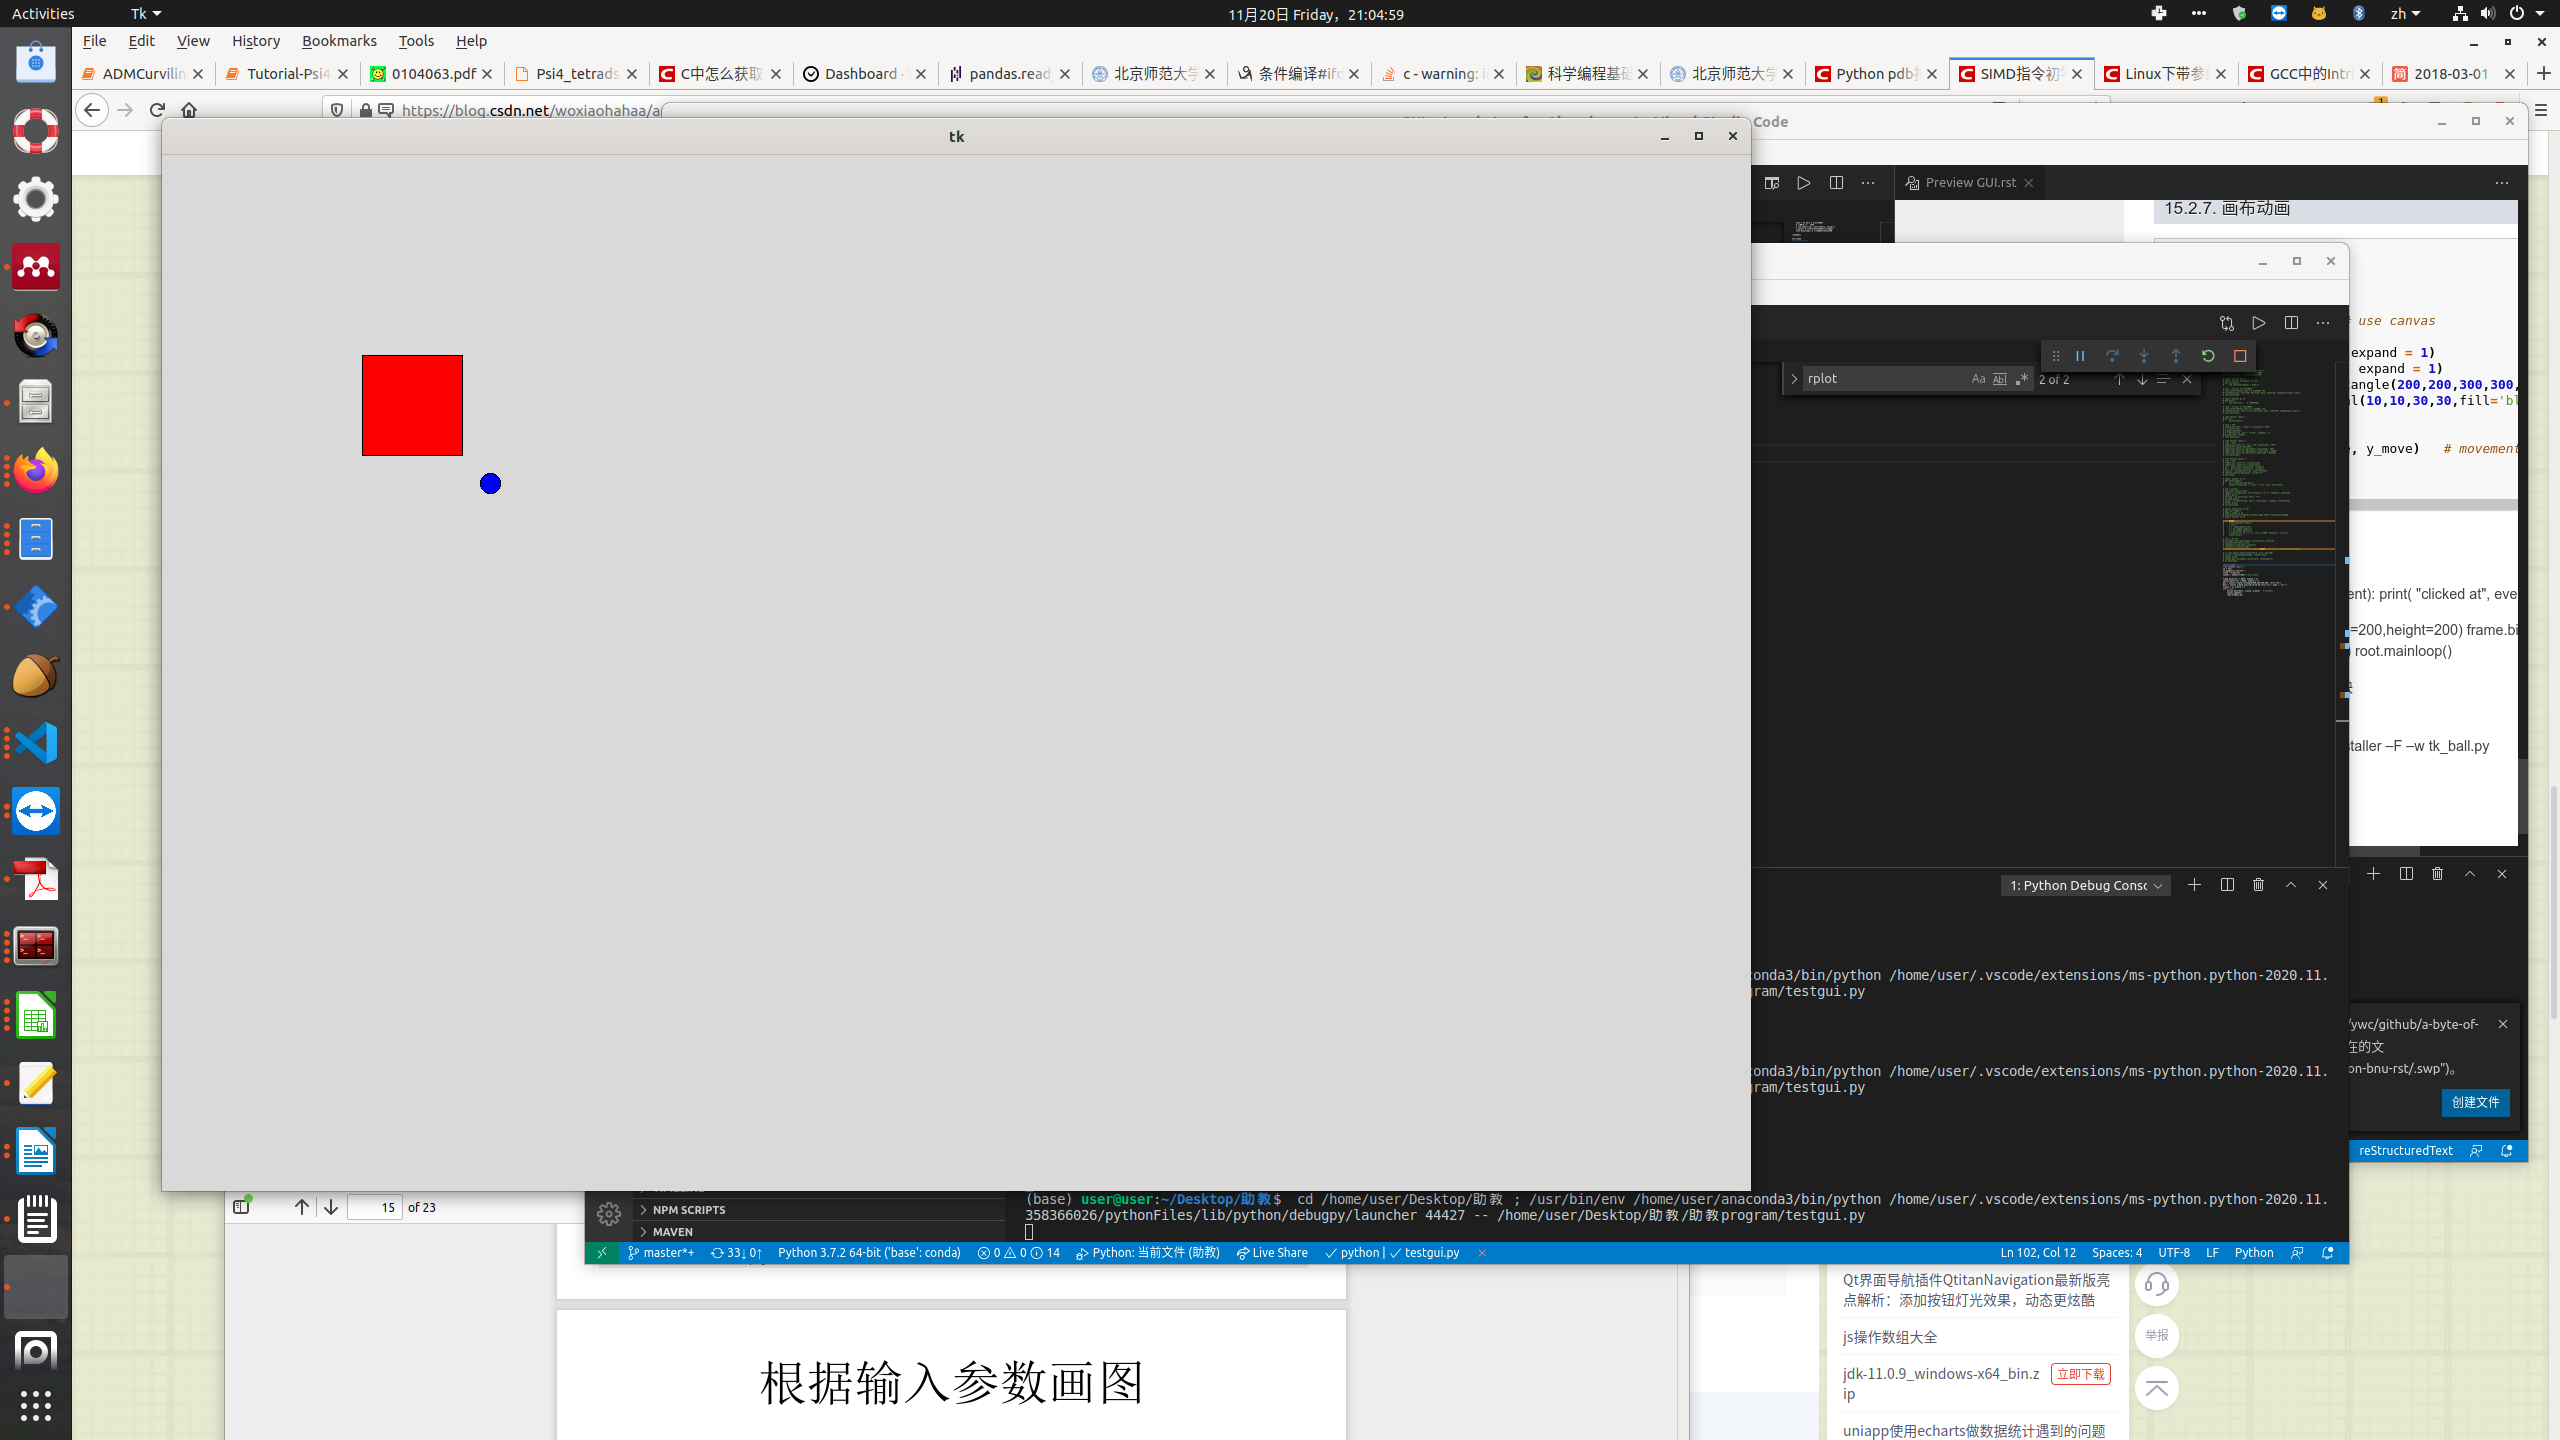 Activities
Tk
11月20日 Friday，21:04:59
zh
File Edit View History Bookmarks Tools Help
ADMCurvilin
Tutorial-Psi4
0104063.pdf
Psi4_tetrads
C中怎么获取
Dashboard
pandas.read
北京师范大学
条件编译#ifd
c - warning: i
科学编程基础
北京师范大学
Python pdb
SIMD指令初学
Linux下带参
GCC中的Intri
2018-03-01
https://blog.csdn.net/woxiaohahaa/a
Code
tk
Preview GUI.rst
15.2.7. 画布动画
use canvas
expand = 1)
expand = 1)
tangle(200,200,300,300,
al(10,10,30,30,fill='bl
e, y_move) # movement
rplot
Aa
2 of 2
ent): print( "clicked at", eve
=200,height=200) frame.bi
root.mainloop()
staller –F –w tk_ball.py
1: Python Debug Consc
conda3/bin/python /home/user/.vscode/extensions/ms-python.python-2020.11.
gram/testgui.py
conda3/bin/python /home/user/.vscode/extensions/ms-python.python-2020.11.
gram/testgui.py
/ywc/github/a-byte-of-
在的文
on-bnu-rst/.swp")。
创建文件
reStructuredText
15 of 23
NPM SCRIPTS
MAVEN
(base) user@user:~/Desktop/助教$ cd /home/user/Desktop/助教 ; /usr/bin/env /home/user/anaconda3/bin/python /home/user/.vscode/extensions/ms-python.python-2020.11.
358366026/pythonFiles/lib/python/debugpy/launcher 44427 -- /home/user/Desktop/助教/助教program/testgui.py
master*+ 33↓ 0↑ Python 3.7.2 64-bit ('base': conda) 0 0 14 Python: 当前文件 (助教) Live Share python | testgui.py
Ln 102, Col 12 Spaces: 4 UTF-8 LF Python
根据输入参数画图
Qt界面导航插件QtitanNavigation最新版亮
点解析：添加按钮灯光效果，动态更炫酷
js操作数组大全
jdk-11.0.9_windows-x64_bin.z
ip
立即下载
uniapp使用echarts做数据统计遇到的问题
举报